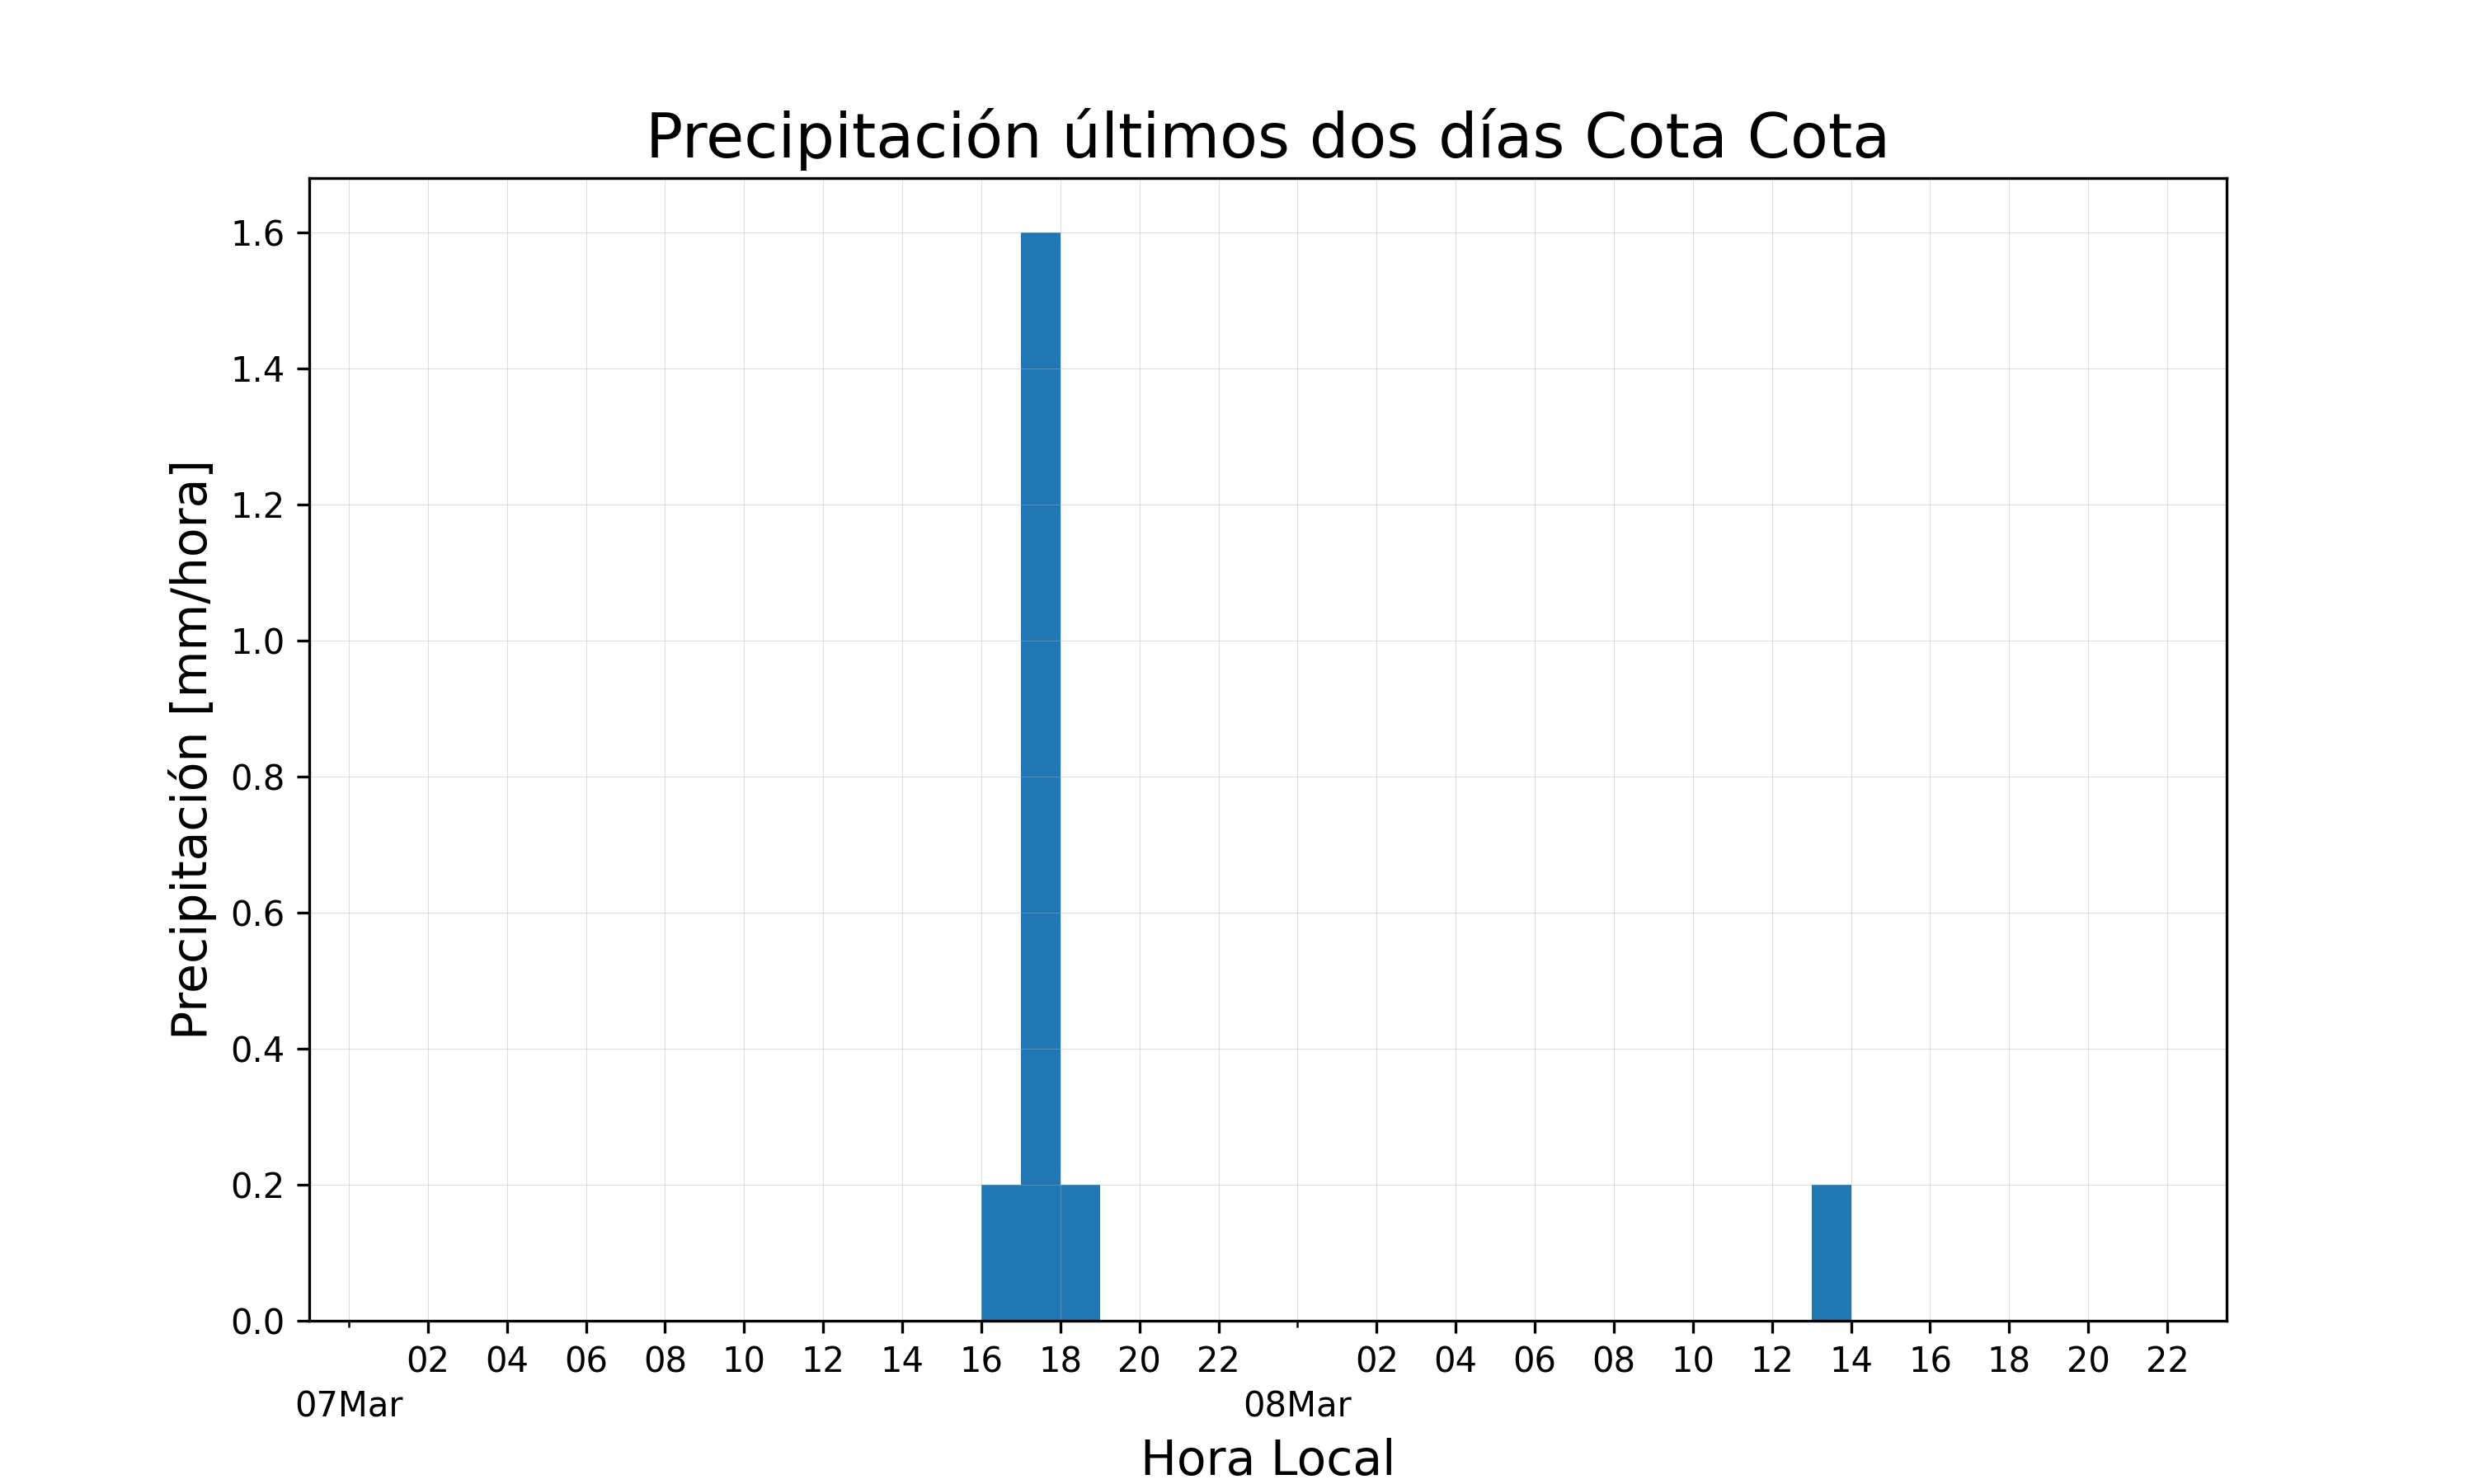 Precipitación últimos dos días Cota Cota
Precipitación [mm/hora]
1.6
1.4
1.2
1.0
0.8
0.6
0.4
0.2
0.0
02 04 06 08 10 12 14 16 18 20 22 02 04 06 08 10 12 14 16 18 20 22
07Mar 08Mar
Hora Local